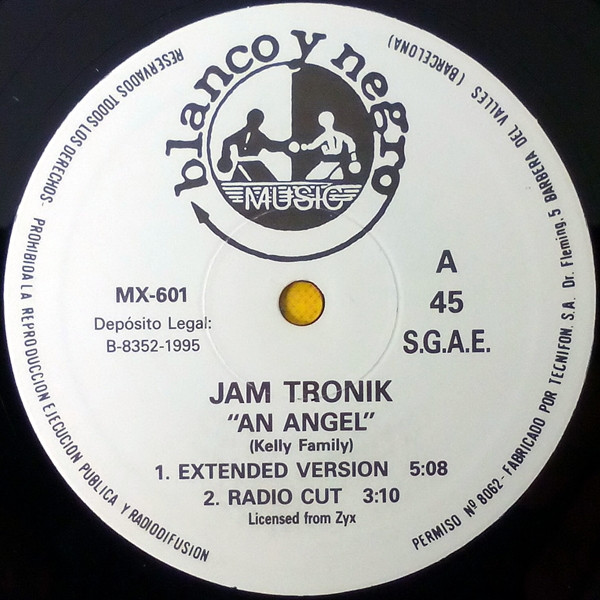 blanco y negro
MUSIC
MX-601
Depósito Legal:
B-8352-1995
A
45
S.G.A.E.
JAM TRONIK
"AN ANGEL"
(Kelly Family)
1. EXTENDED VERSION 5:08
2. RADIO CUT 3:10
Licensed from Zyx
RESERVADOS TODOS LOS DERECHOS - PROHIBIDA LA REPRODUCCION EJECUCION PUBLICA Y RADIODIFUSION
PERMISO Nº 8062 - FABRICADO POR TECNIFON, S.A. Dr. Fleming, 5 BARBERA DEL VALLES (BARCELONA)